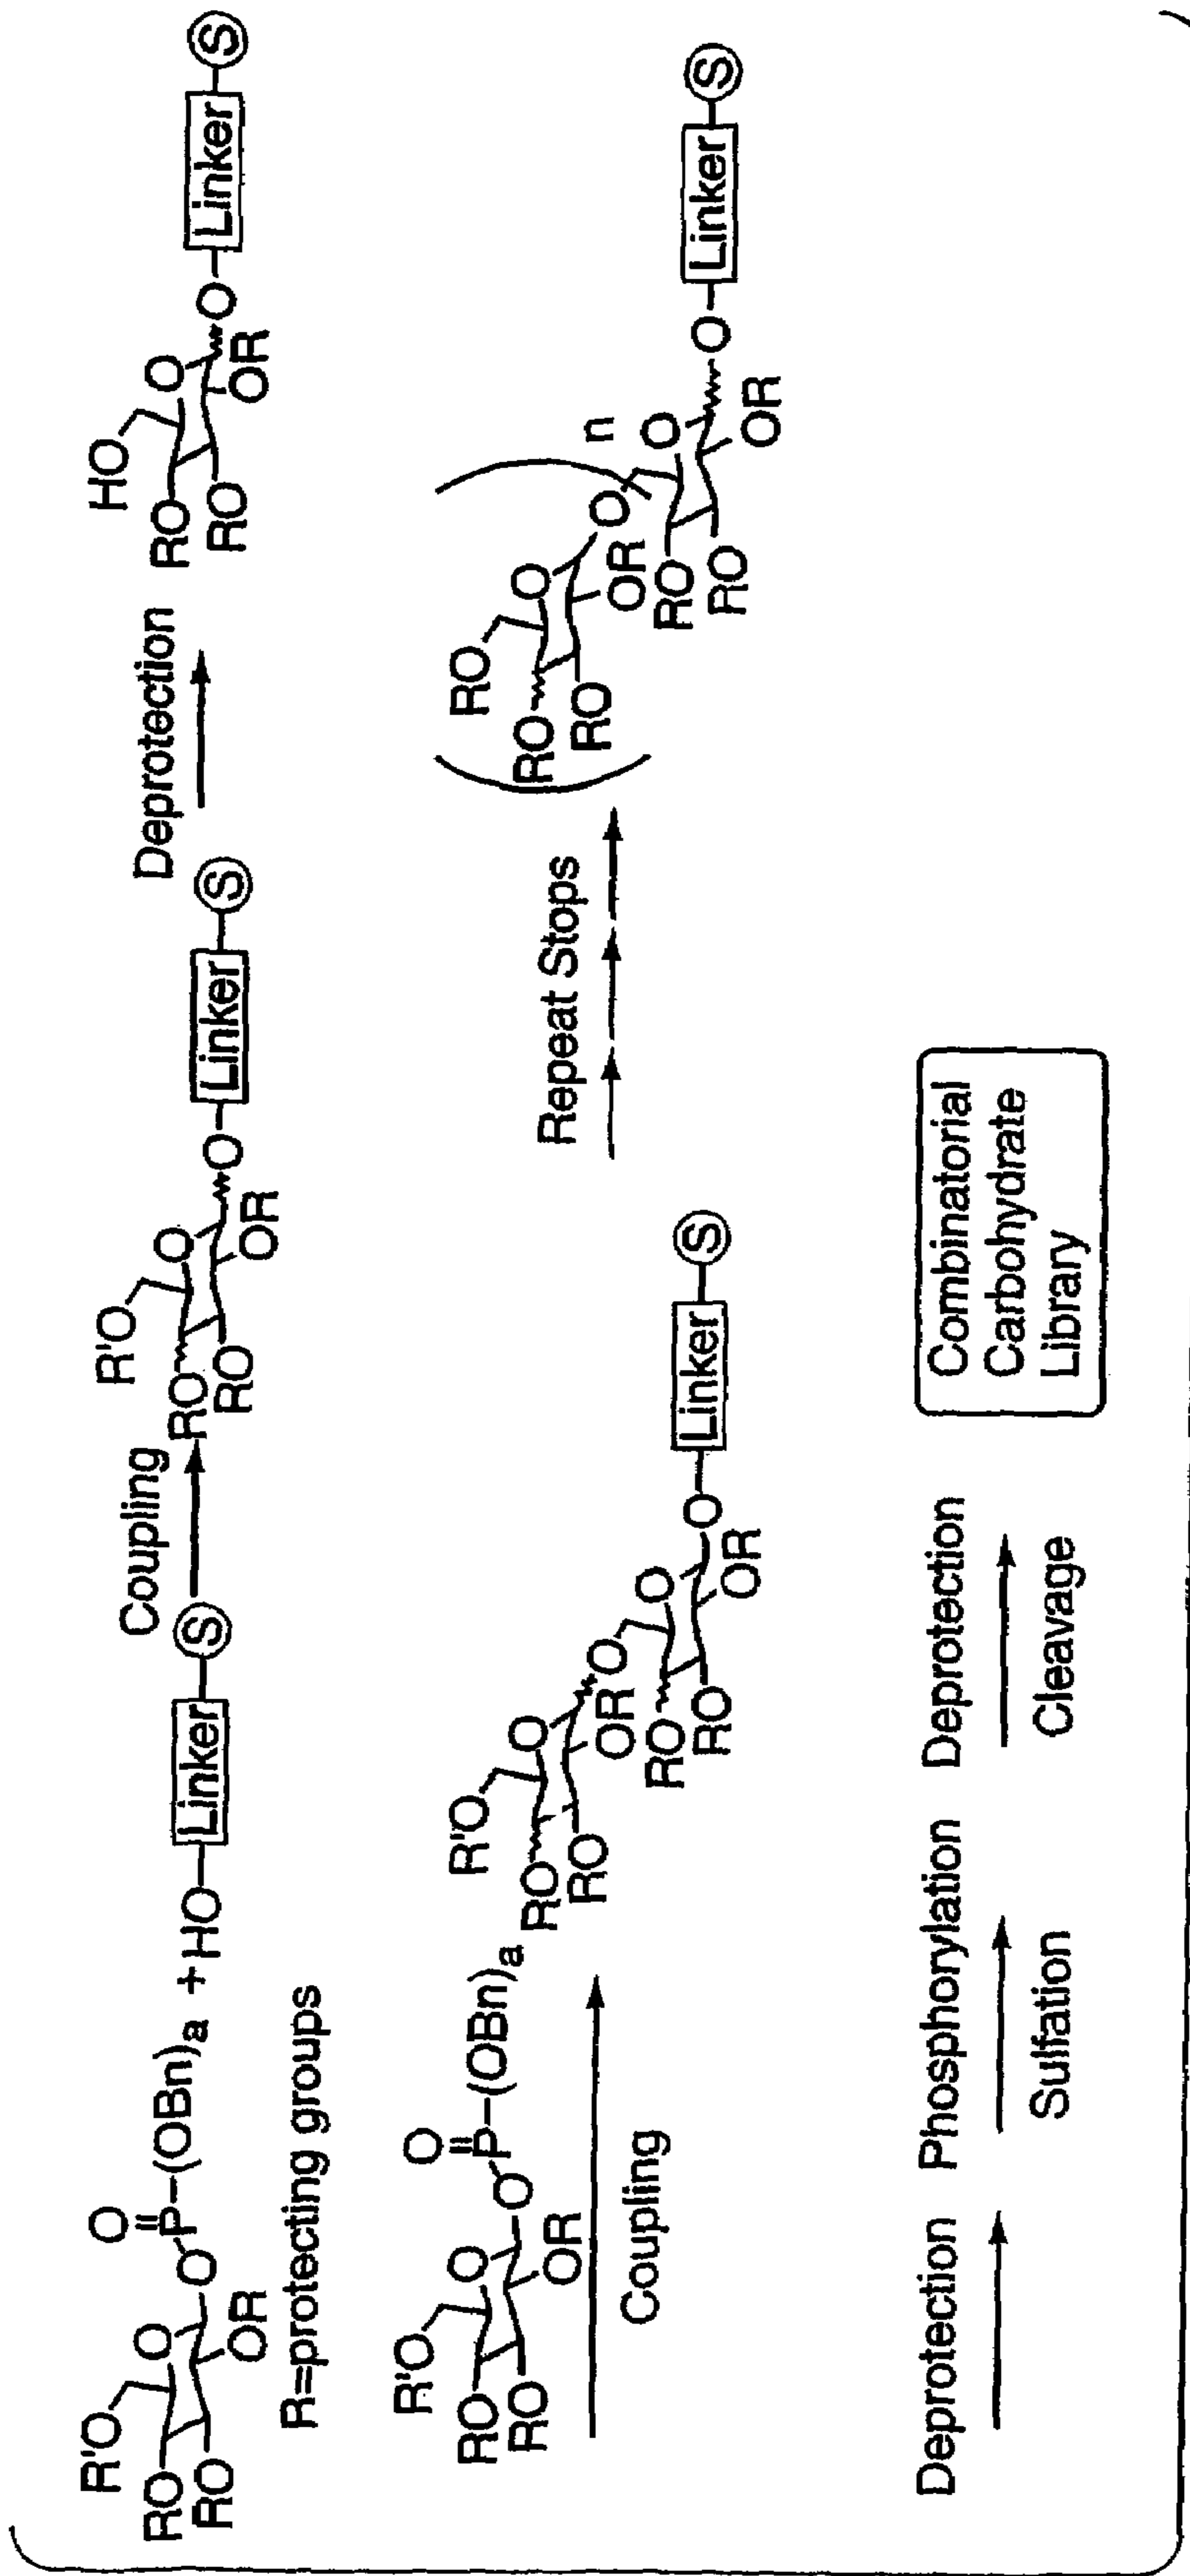 R'O O O RO RO OR O P (OBn)a + HO Linker S
Coupling
R'O O RO RO OR O Linker S
Deprotection
HO O RO RO OR O Linker S
R=protecting groups
R'O O O RO RO OR O P (OBn)a
Coupling
R'O O RO RO OR O O RO RO OR O Linker S
Repeat Stops
RO O RO RO OR O n O RO RO OR O Linker S
Deprotection
Phosphorylation
Sulfation
Deprotection
Cleavage
Combinatorial
Carbohydrate
Library